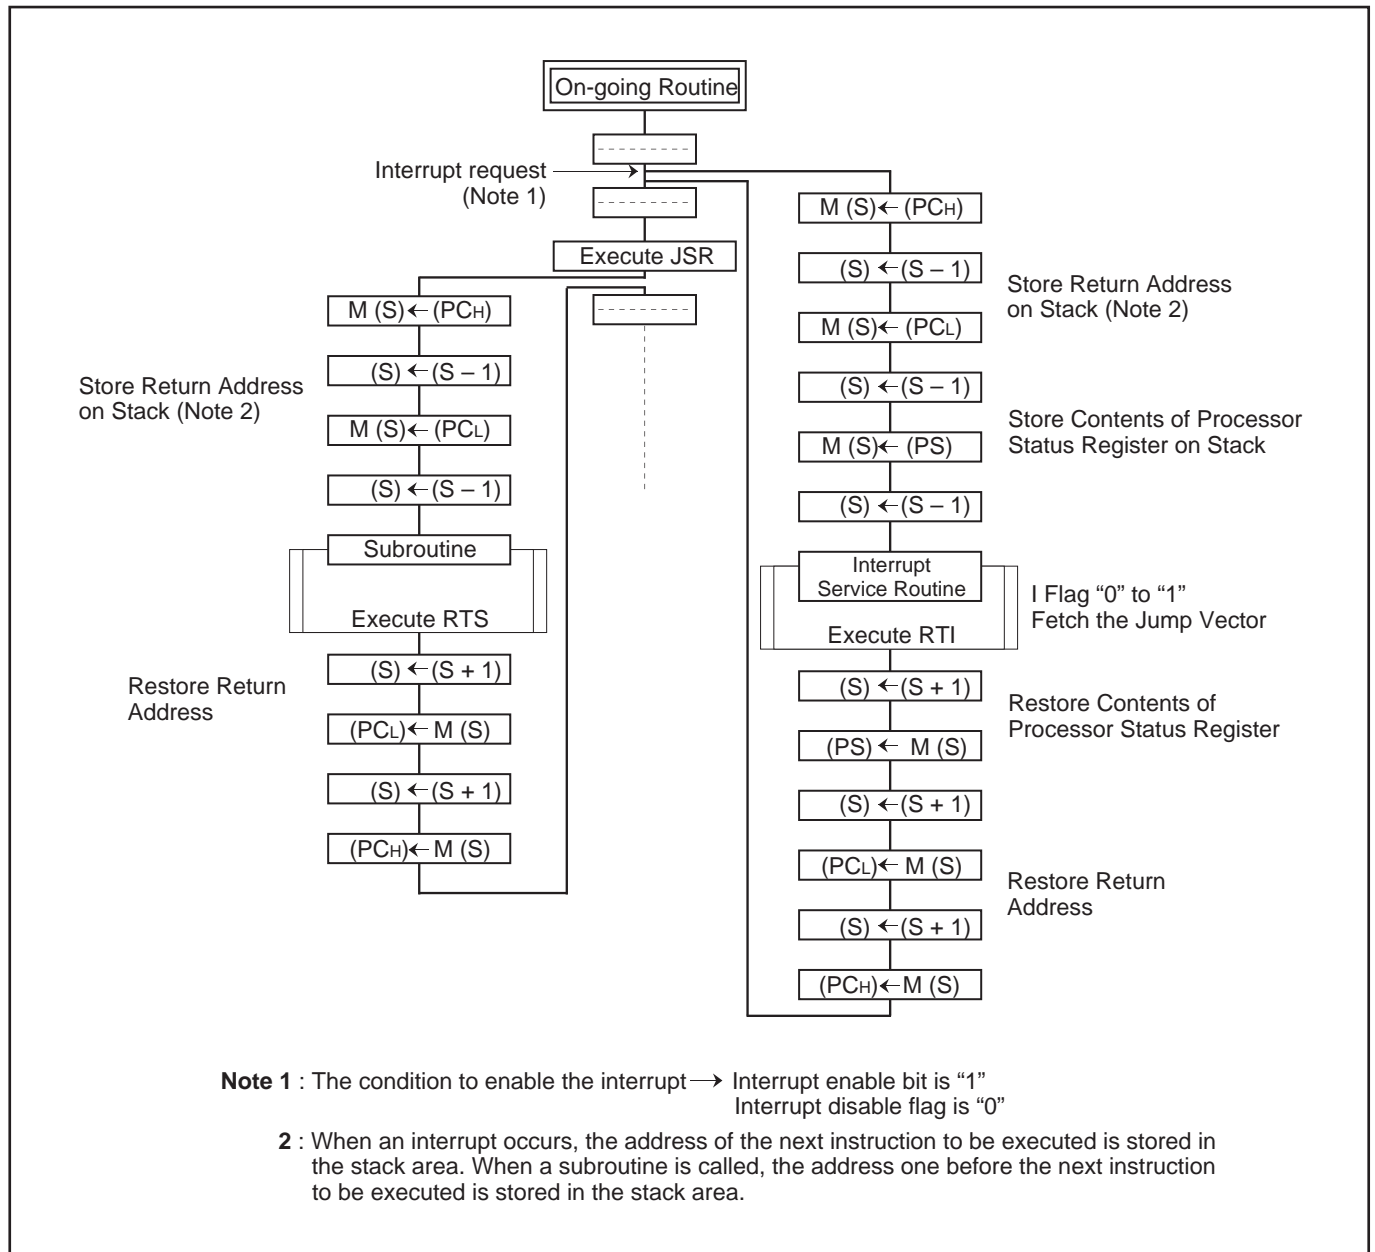 On-going Routine
Interrupt request
(Note 1)
Execute JSR
M (S) ← (PCH)
(S) ← (S – 1)
M (S) ← (PCL)
(S) ← (S – 1)
Store Return Address
on Stack (Note 2)
Subroutine
Execute RTS
(S) ← (S + 1)
(PCL) ← M (S)
(S) ← (S + 1)
(PCH) ← M (S)
Restore Return
Address
M (S) ← (PCH)
(S) ← (S – 1)
M (S) ← (PCL)
(S) ← (S – 1)
M (S) ← (PS)
(S) ← (S – 1)
Store Return Address
on Stack (Note 2)
Store Contents of Processor
Status Register on Stack
Interrupt
Service Routine
Execute RTI
I Flag “0” to “1”
Fetch the Jump Vector
(S) ← (S + 1)
(PS) ← M (S)
(S) ← (S + 1)
(PCL) ← M (S)
(S) ← (S + 1)
(PCH) ← M (S)
Restore Contents of
Processor Status Register
Restore Return
Address
Note 1 : The condition to enable the interrupt → Interrupt enable bit is “1”
Interrupt disable flag is “0”
2 : When an interrupt occurs, the address of the next instruction to be executed is stored in
the stack area. When a subroutine is called, the address one before the next instruction
to be executed is stored in the stack area.